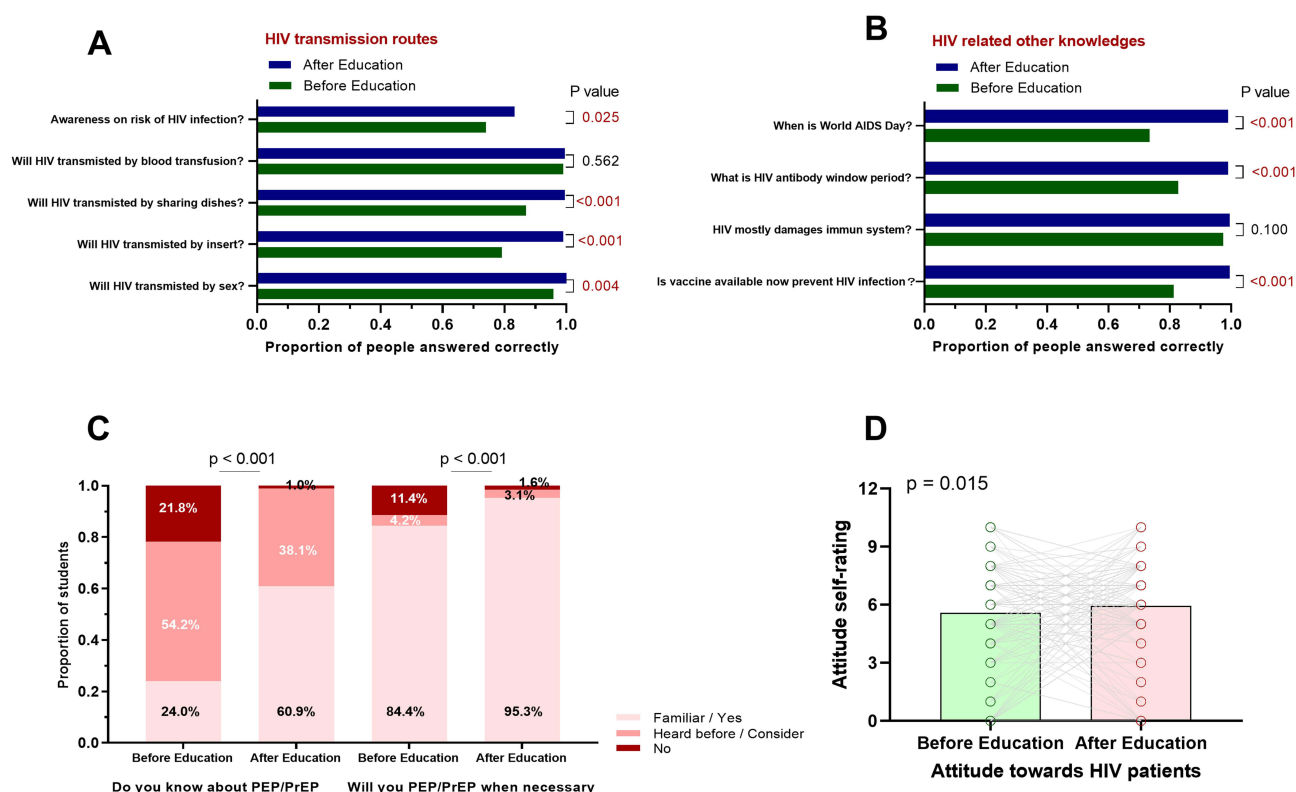 A
HIV transmission routes
After Education
Before Education
P value
Awareness on risk of HIV infection?
0.025
Will HIV transmisted by blood transfusion?
0.562
Will HIV transmisted by sharing dishes?
<0.001
Will HIV transmisted by insert?
<0.001
Will HIV transmisted by sex?
0.004
0.0 0.2 0.4 0.6 0.8 1.0
Proportion of people answered correctly
B
HIV related other knowledges
After Education
Before Education
P value
When is World AIDS Day?
<0.001
What is HIV antibody window period?
<0.001
HIV mostly damages immun system?
0.100
Is vaccine available now prevent HIV infection ?
<0.001
0.0 0.2 0.4 0.6 0.8 1.0
Proportion of people answered correctly
C
p < 0.001 p < 0.001
Proportion of students
1.0
0.8
0.6
0.4
0.2
0.0
21.8%
54.2%
24.0%
1.0%
38.1%
60.9%
11.4%
4.2%
84.4%
1.6%
3.1%
95.3%
Before Education After Education Before Education After Education
Do you know about PEP/PrEP Will you PEP/PrEP when necessary
Familiar / Yes
Heard before / Consider
No
D
p = 0.015
Attitude self-rating
12
9
6
3
0
Before Education After Education
Attitude towards HIV patients